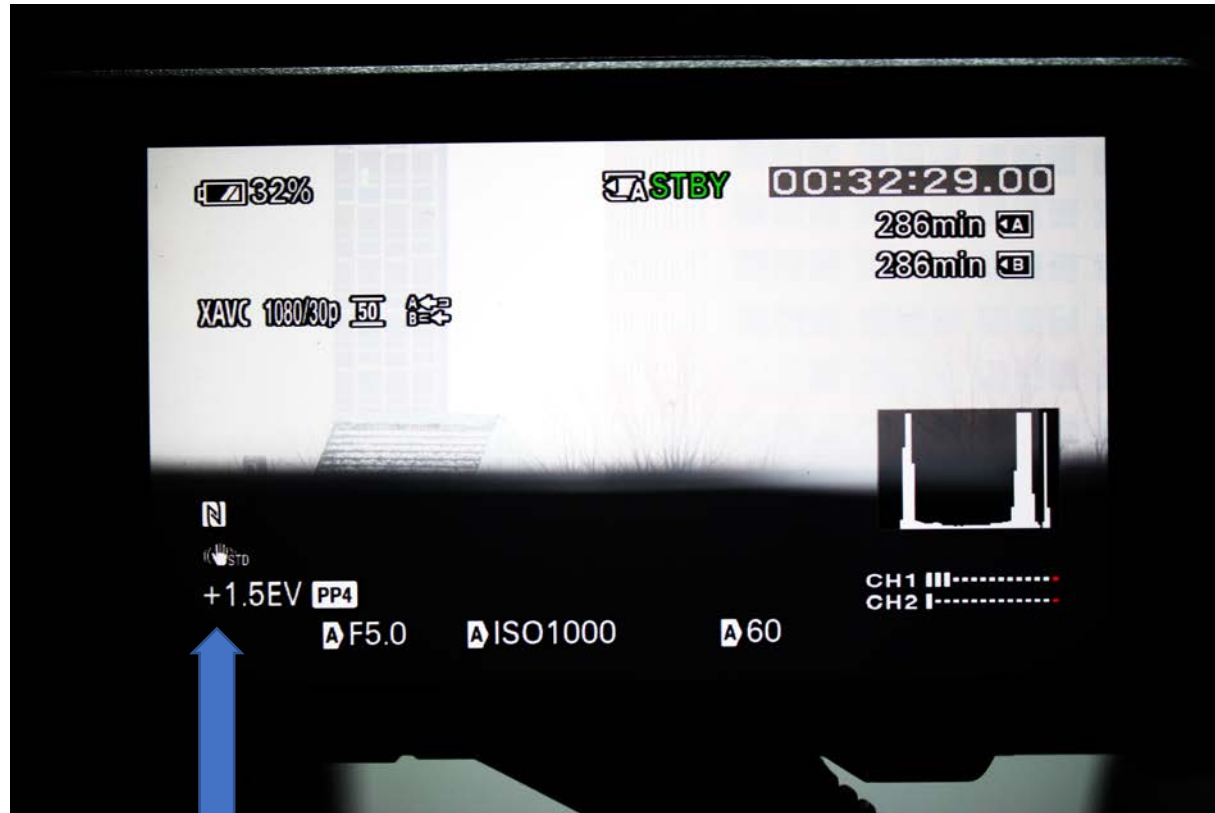 32% A STBY 00:32:29.00
286min A
286min B
XAVC 1080/30p 50 A B
N
STD
+1.5EV PP4
CH1
CH2
A F5.0 A ISO1000 A 60